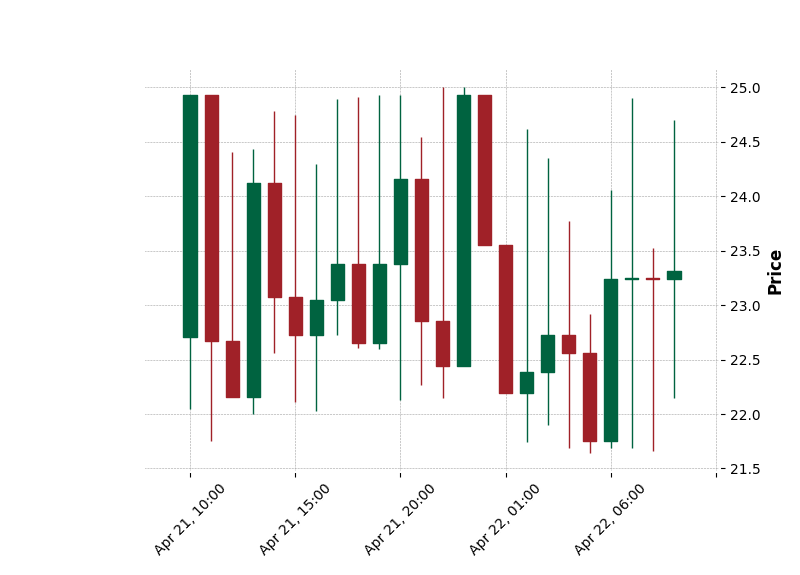 25.0
24.5
24.0
23.5
23.0
22.5
22.0
21.5
Price
Apr 21, 10:00
Apr 21, 15:00
Apr 21, 20:00
Apr 22, 01:00
Apr 22, 06:00